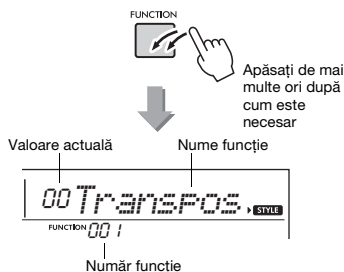 FUNCTION
Apăsați de mai
multe ori după
cum este
necesar
Valoare actuală
Nume funcție
00 Transpos.
STYLE
FUNCTION 001
Număr funcție